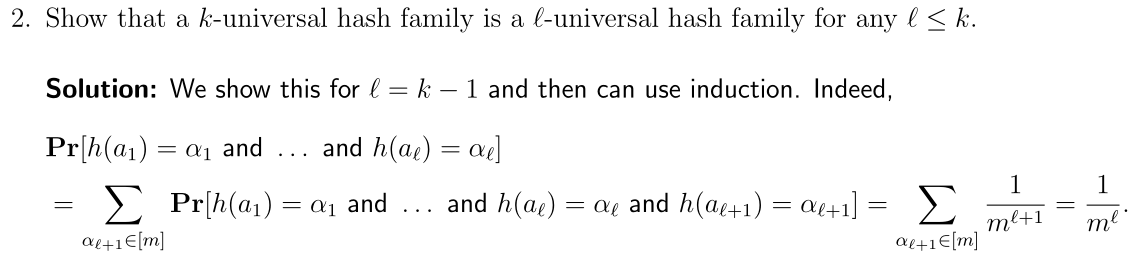 2. Show that a k-universal hash family is a ℓ-universal hash family for any ℓ ≤ k.
Solution: We show this for ℓ = k − 1 and then can use induction. Indeed,
Pr[h(a₁) = α₁ and … and h(a_ℓ) = α_ℓ]
= ∑_{α_{ℓ+1}∈[m]} Pr[h(a₁) = α₁ and … and h(a_ℓ) = α_ℓ and h(a_{ℓ+1}) = α_{ℓ+1}] = ∑_{α_{ℓ+1}∈[m]} 1/m^{ℓ+1} = 1/m^ℓ.